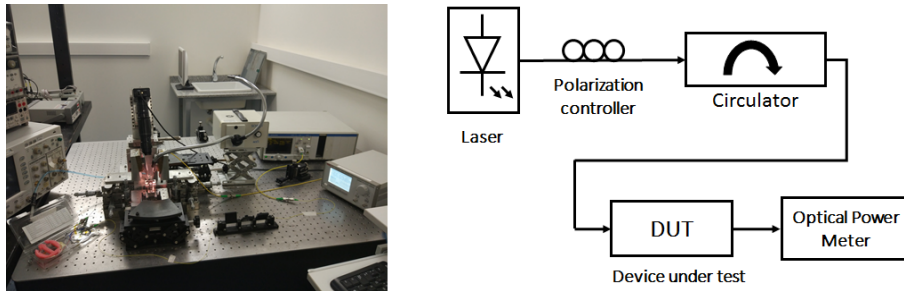 Laser
Polarization
controller
Circulator
DUT
Device under test
Optical Power
Meter